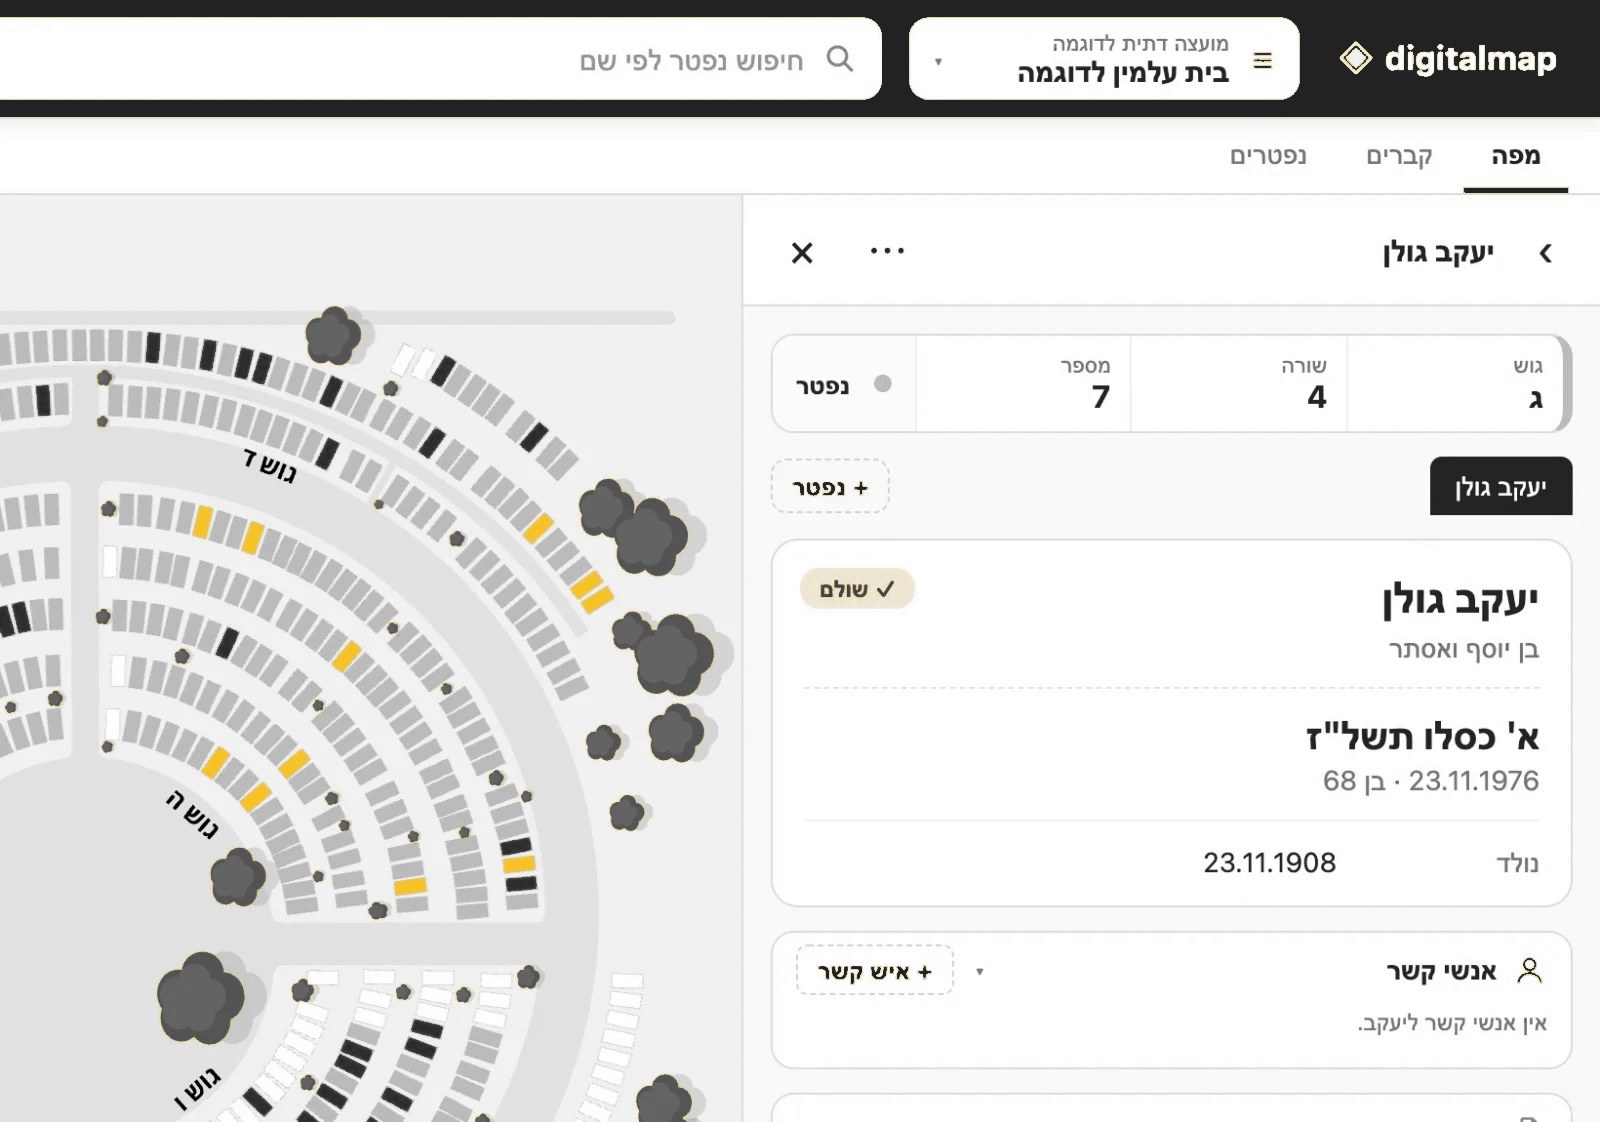 digitalmap
מועצה דתית לדוגמה
בית עלמין לדוגמה
חיפוש נפטר לפי שם
מפה
קברים
נפטרים
יעקב גולן
גוש
ג
שורה
4
מספר
7
נפטר
יעקב גולן
+ נפטר
יעקב גולן
שולם
בן יוסף ואסתר
א' כסלו תשל"ז
23.11.1976 · בן 68
נולד
23.11.1908
אנשי קשר
+ איש קשר
אין אנשי קשר ליעקב.
גוש ד
גוש ה
גוש ו